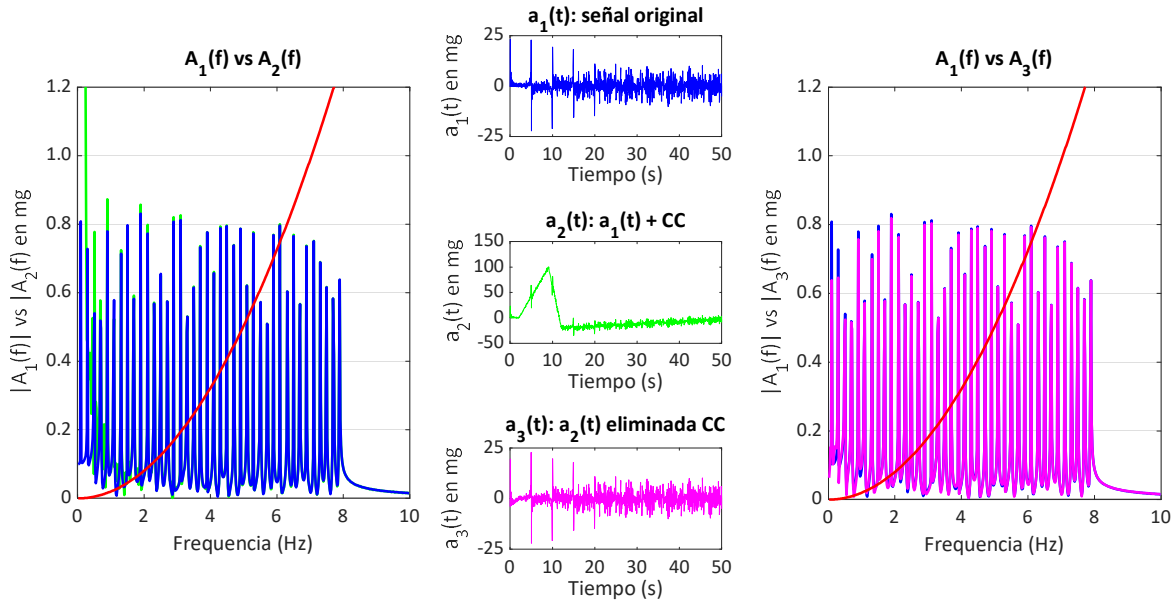 A₁(f) vs A₂(f)
|A₁(f)| vs |A₂(f) en mg
1.2
1.0
0.8
0.6
0.4
0.2
0
0 2 4 6 8 10
Frequencia (Hz)
a₁(t): señal original
a₁(t) en mg
25
0
-25
0 10 20 30 40 50
Tiempo (s)
a₂(t): a₁(t) + CC
a₂(t) en mg
150
100
50
0
-50
0 10 20 30 40 50
Tiempo (s)
a₃(t): a₂(t) eliminada CC
a₃(t) en mg
25
0
-25
0 10 20 30 40 50
Tiempo (s)
A₁(f) vs A₃(f)
|A₁(f)| vs |A₃(f) en mg
1.2
1.0
0.8
0.6
0.4
0.2
0
0 2 4 6 8 10
Frequencia (Hz)